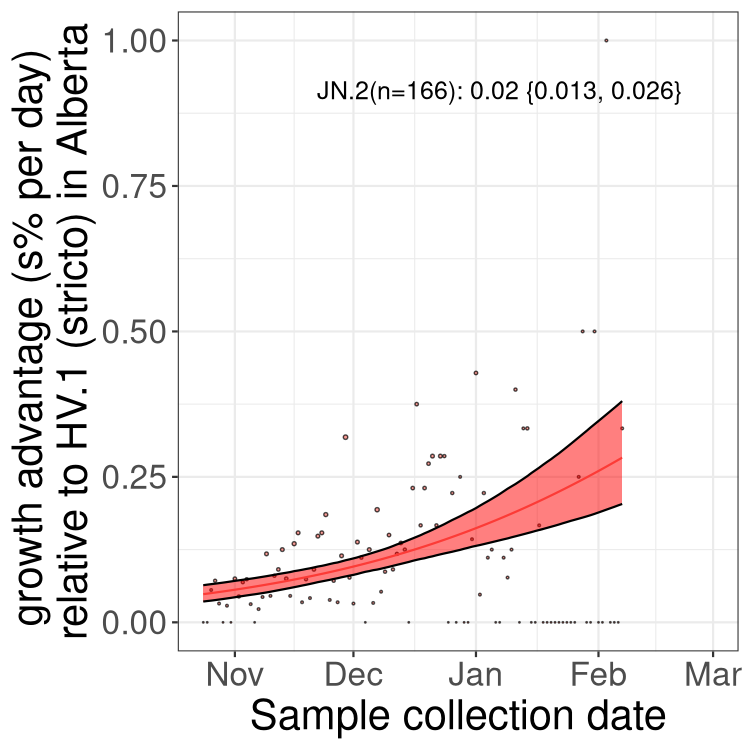 growth advantage (s% per day)
relative to HV.1 (stricto) in Alberta
1.00
0.75
0.50
0.25
0.00
JN.2(n=166): 0.02 {0.013, 0.026}
Nov Dec Jan Feb Mar
Sample collection date